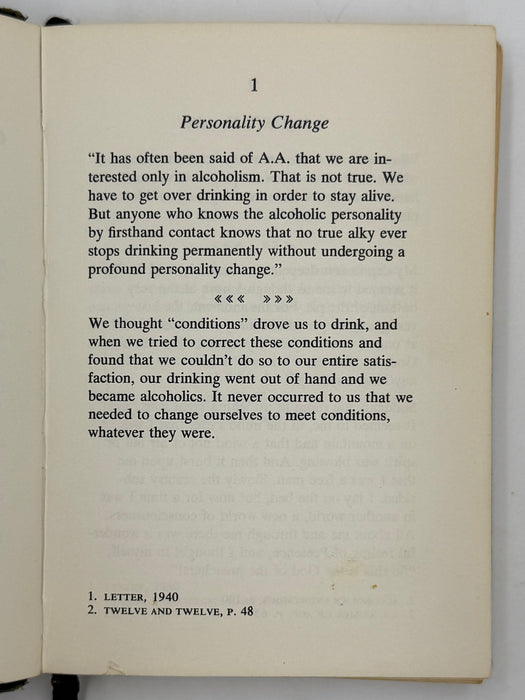 1
Personality Change
“It has often been said of A.A. that we are in-
terested only in alcoholism. That is not true. We
have to get over drinking in order to stay alive.
But anyone who knows the alcoholic personality
by firsthand contact knows that no true alky ever
stops drinking permanently without undergoing a
profound personality change.”
««« »»»
We thought “conditions” drove us to drink, and
when we tried to correct these conditions and
found that we couldn’t do so to our entire satis-
faction, our drinking went out of hand and we
became alcoholics. It never occurred to us that we
needed to change ourselves to meet conditions,
whatever they were.
1. LETTER, 1940
2. TWELVE AND TWELVE, P. 48